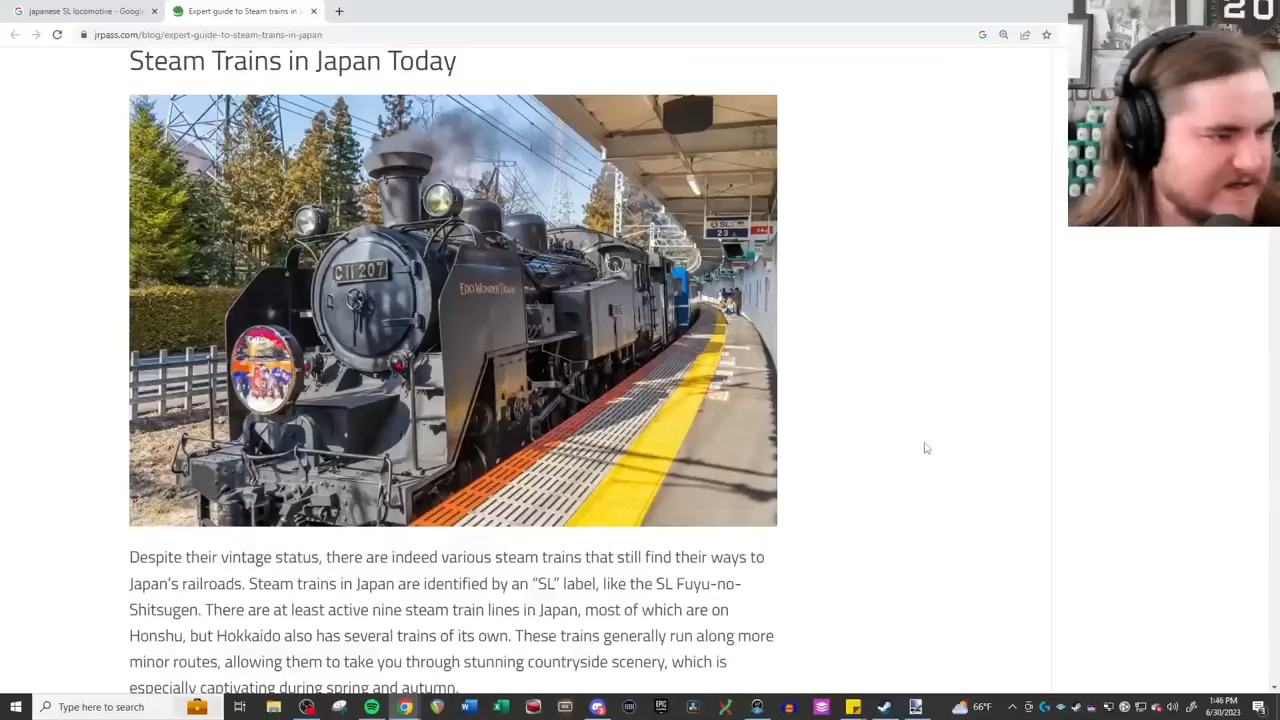 japanese SL locomotive - Google
Expert guide to Steam trains in J
jrpass.com/blog/expert-guide-to-steam-trains-in-japan
20
Steam Trains in Japan Today
SL
23
C11 207
EDO WONDER TRAIN
Despite their vintage status, there are indeed various steam trains that still find their ways to
Japan's railroads. Steam trains in Japan are identified by an “SL” label, like the SL Fuyu-no-
Shitsugen. There are at least active nine steam train lines in Japan, most of which are on
Honshu, but Hokkaido also has several trains of its own. These trains generally run along more
minor routes, allowing them to take you through stunning countryside scenery, which is
especially captivating during spring and autumn.
Type here to search
EPIC
66°F
1:46 PM
6/30/2023